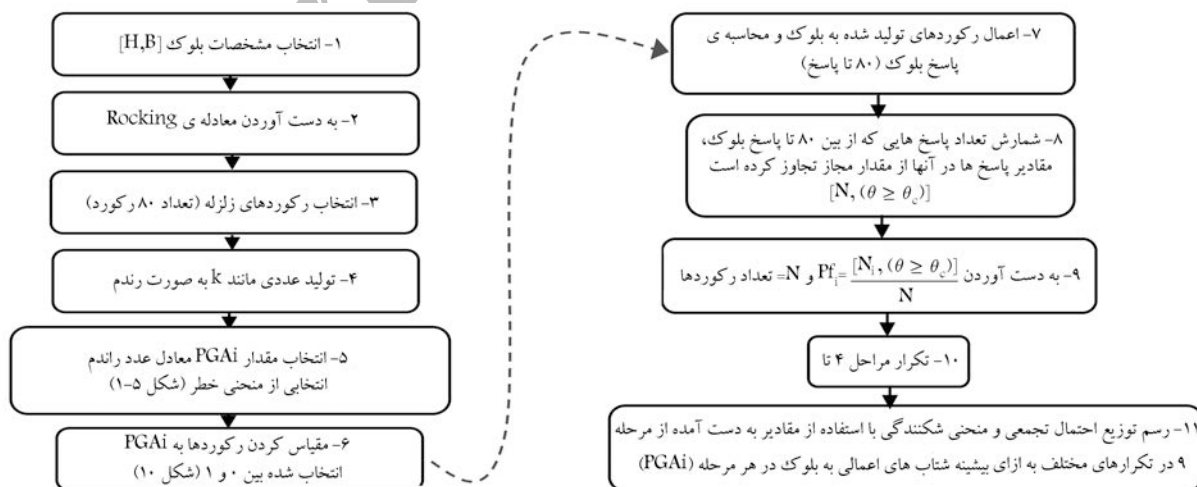 ۱- انتخاب مشخصات بلوک [H,B]
۲- به دست آوردن معادله ی Rocking
۳- انتخاب رکوردهای زلزله (تعداد ۸۰ رکورد)
۴- تولید عددی مانند k به صورت رندم
۵- انتخاب مقدار PGAi معادل عدد راندم
انتخابی از منحنی خطر (شکل ۵-۱)
۶- مقیاس کردن رکوردها به PGAi
انتخاب شده بین ۰ و ۱ (شکل ۱۰)
۷- اعمال رکوردهای تولید شده به بلوک و محاسبه ی
پاسخ بلوک (۸۰ تا پاسخ)
۸- شمارش تعداد پاسخ هایی که از بین ۸۰ تا پاسخ بلوک،
مقادیر پاسخ ها در آنها از مقدار مجاز تجاوز کرده است
[N, (θ ≥ θc)]
۹- به دست آوردن Pfi= [Ni, (θ ≥ θc)] / N و N= تعداد رکوردها
۱۰- تکرار مراحل ۴ تا
۱۱- رسم توزیع احتمال تجمعی و منحنی شکنندگی با استفاده از مقادیر به دست آمده از مرحله
۹ در تکرارهای مختلف به ازای بیشینه شتاب های اعمالی به بلوک در هر مرحله (PGAi)